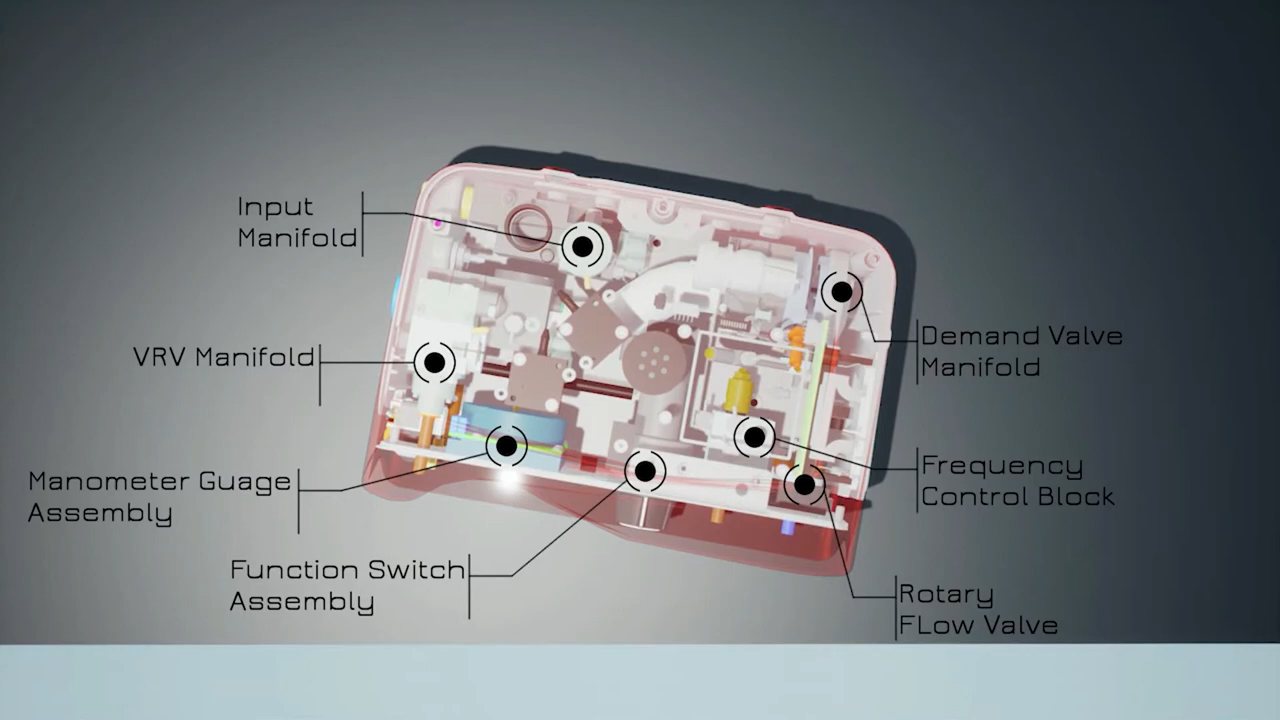 Input
Manifold
VRV Manifold
Manometer Guage
Assembly
Function Switch
Assembly
Demand Valve
Manifold
Frequency
Control Block
Rotary
FLow Valve